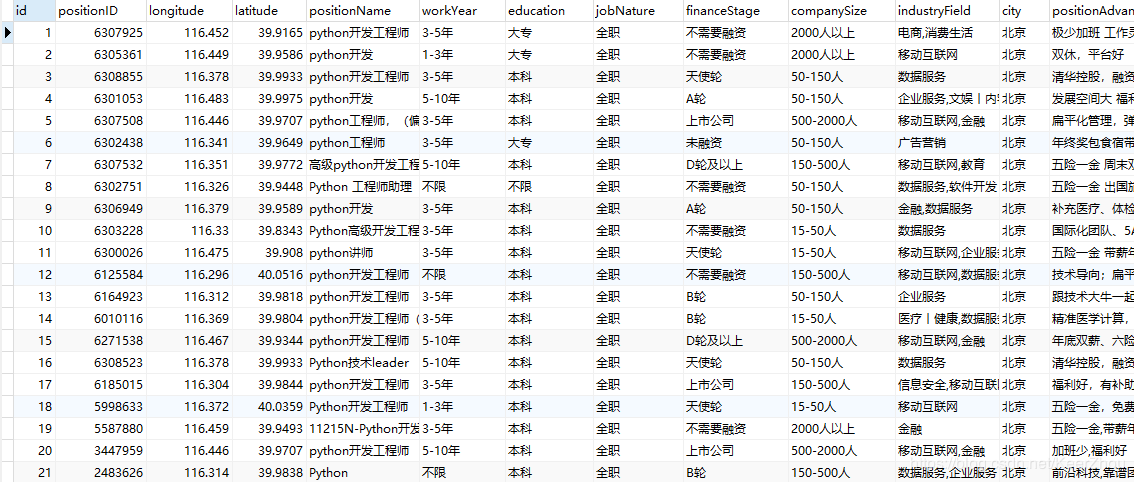 id positionID longitude latitude positionName workYear education jobNature financeStage companySize industryField city positionAdvan
1 6307925 116.452 39.9165 python开发工程师 3-5年 大专 全职 不需要融资 2000人以上 电商,消费生活 北京 极少加班 工作灵
2 6305361 116.449 39.9586 python开发 1-3年 大专 全职 不需要融资 2000人以上 移动互联网 北京 双休，平台好
3 6308855 116.378 39.9933 python开发工程师 3-5年 本科 全职 天使轮 50-150人 数据服务 北京 清华控股，融资
4 6301053 116.483 39.9975 python开发 5-10年 本科 全职 A轮 50-150人 企业服务,文娱丨内容 北京 发展空间大 福利
5 6307508 116.446 39.9707 python工程师，（偏 3-5年 本科 全职 上市公司 500-2000人 移动互联网,金融 北京 扁平化管理，弹
6 6302438 116.341 39.9649 python工程师 3-5年 大专 全职 未融资 50-150人 广告营销 北京 年终奖包食宿带
7 6307532 116.351 39.9772 高级python开发工程 5-10年 本科 全职 D轮及以上 150-500人 移动互联网,教育 北京 五险一金 周末双
8 6302751 116.326 39.9448 Python 工程师助理 不限 不限 全职 不需要融资 50-150人 数据服务,软件开发 北京 五险一金 出国旅
9 6306949 116.379 39.9589 python开发 3-5年 本科 全职 A轮 50-150人 金融,数据服务 北京 补充医疗、体检
10 6303228 116.33 39.8343 Python高级开发工程 3-5年 本科 全职 不需要融资 15-50人 数据服务 北京 国际化团队、5A
11 6300026 116.475 39.908 python讲师 3-5年 本科 全职 天使轮 15-50人 移动互联网,企业服 北京 五险一金 带薪年
12 6125584 116.296 40.0516 python开发工程师 不限 本科 全职 不需要融资 150-500人 移动互联网,数据服 北京 技术导向；扁平
13 6164923 116.312 39.9818 python开发工程师 3-5年 本科 全职 B轮 50-150人 企业服务 北京 跟技术大牛一起
14 6010116 116.369 39.9804 python开发工程师（ 3-5年 本科 全职 B轮 15-50人 医疗丨健康,数据服 北京 精准医学计算，
15 6271538 116.467 39.9344 python开发工程师 5-10年 本科 全职 D轮及以上 500-2000人 移动互联网,金融 北京 年底双薪、六险
16 6308523 116.378 39.9933 Python技术leader 5-10年 本科 全职 天使轮 50-150人 数据服务 北京 清华控股，融资
17 6185015 116.304 39.9844 Python开发工程师 3-5年 本科 全职 上市公司 150-500人 信息安全,移动互联 北京 福利好，有补助
18 5998633 116.372 40.0359 Python开发工程师 1-3年 本科 全职 天使轮 15-50人 移动互联网 北京 五险一金，免费
19 5587880 116.459 39.9493 11215N-Python开发 3-5年 本科 全职 不需要融资 2000人以上 金融 北京 五险一金,带薪年
20 3447959 116.446 39.9707 python开发工程师 5-10年 本科 全职 上市公司 500-2000人 移动互联网,金融 北京 加班少,福利好
21 2483626 116.314 39.9838 Python 不限 本科 全职 B轮 150-500人 数据服务,企业服务 北京 前沿科技,靠谱团